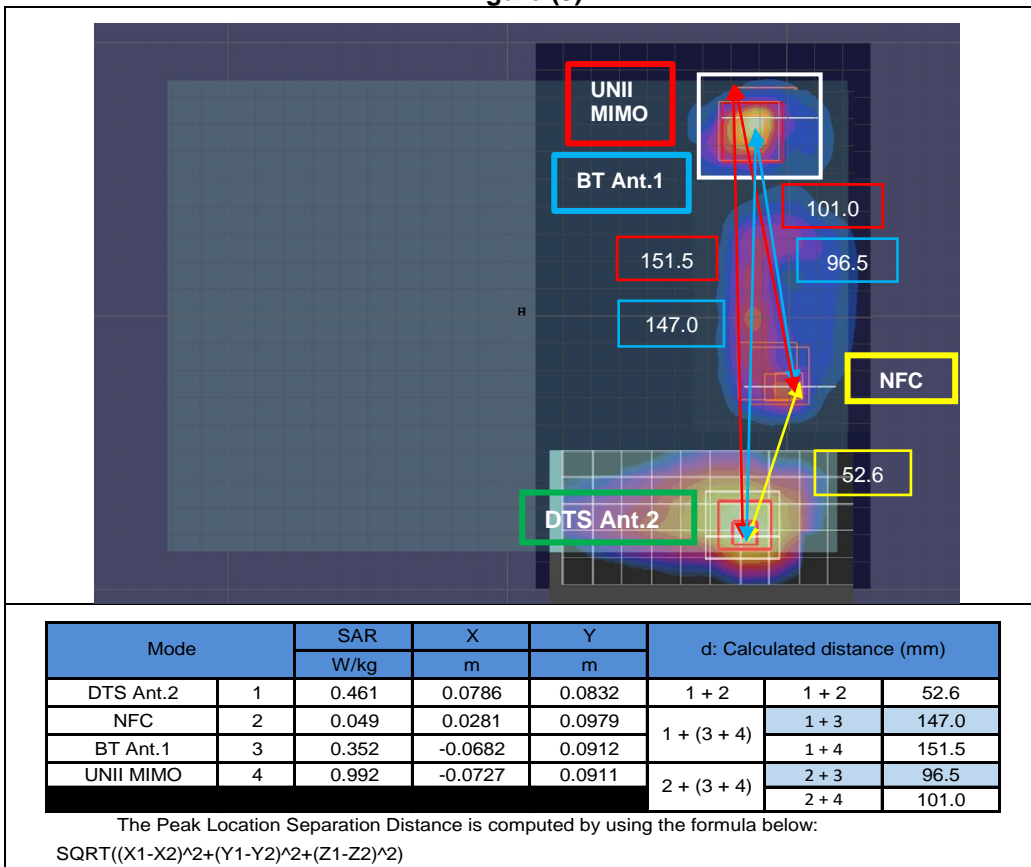 UNII
MIMO
BT Ant.1
101.0
151.5
96.5
147.0
NFC
52.6
DTS Ant.2
Mode SAR X Y d: Calculated distance (mm)
W/kg m m
DTS Ant.2 1 0.461 0.0786 0.0832 1 + 2 1 + 2 52.6
NFC 2 0.049 0.0281 0.0979 1 + (3 + 4) 1 + 3 147.0
BT Ant.1 3 0.352 -0.0682 0.0912 1 + 4 151.5
UNII MIMO 4 0.992 -0.0727 0.0911 2 + (3 + 4) 2 + 3 96.5
2 + 4 101.0
The Peak Location Separation Distance is computed by using the formula below:
SQRT((X1-X2)^2+(Y1-Y2)^2+(Z1-Z2)^2)